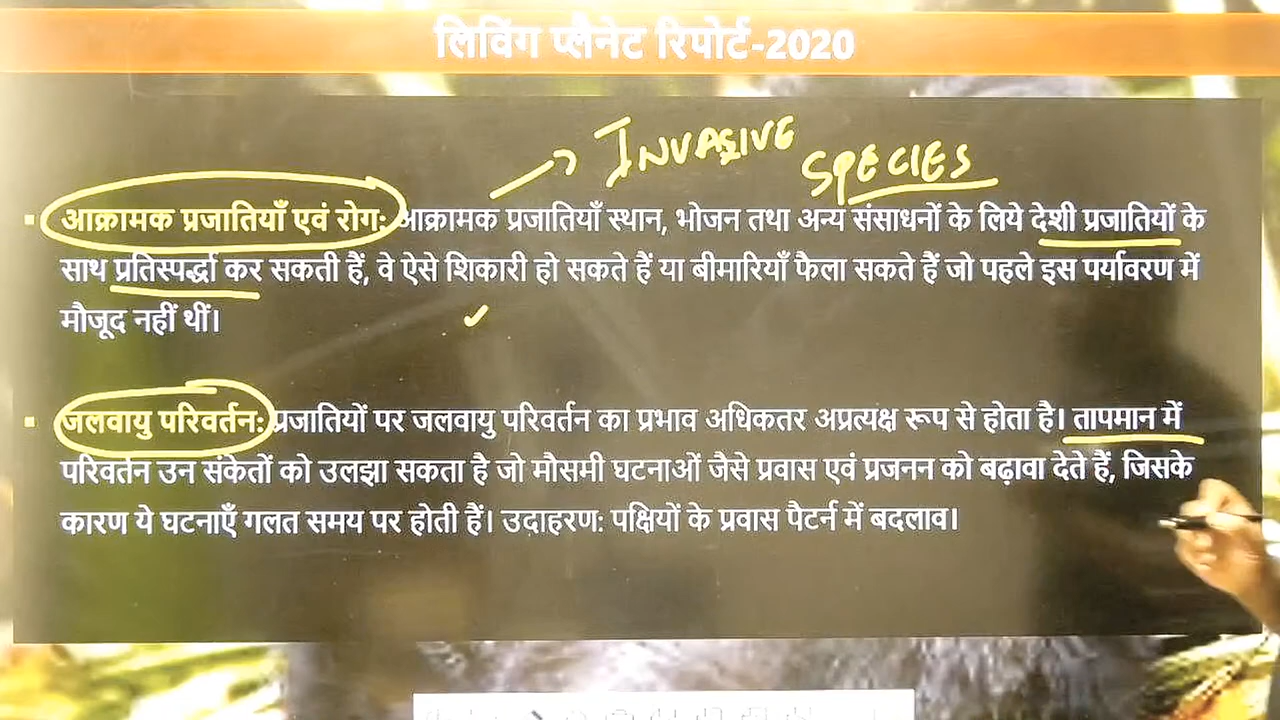 लिविंग प्लैनेट रिपोर्ट-2020
INVASIVE SPECIES
▪ आक्रामक प्रजातियाँ एवं रोग: आक्रामक प्रजातियाँ स्थान, भोजन तथा अन्य संसाधनों के लिये देशी प्रजातियों के
साथ प्रतिस्पर्द्धा कर सकती हैं, वे ऐसे शिकारी हो सकते हैं या बीमारियाँ फैला सकते हैं जो पहले इस पर्यावरण में
मौजूद नहीं थीं।
▪ जलवायु परिवर्तन: प्रजातियों पर जलवायु परिवर्तन का प्रभाव अधिकतर अप्रत्यक्ष रूप से होता है। तापमान में
परिवर्तन उन संकेतों को उलझा सकता है जो मौसमी घटनाओं जैसे प्रवास एवं प्रजनन को बढ़ावा देते हैं, जिसके
कारण ये घटनाएँ गलत समय पर होती हैं। उदाहरण: पक्षियों के प्रवास पैटर्न में बदलाव।